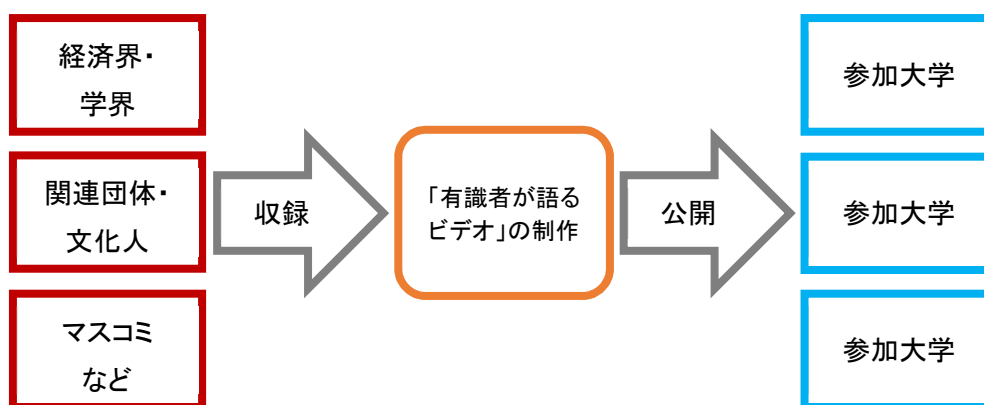 経済界・
学界
関連団体・
文化人
マスコミ
など
収録
「有識者が語る
ビデオ」の制作
公開
参加大学
参加大学
参加大学